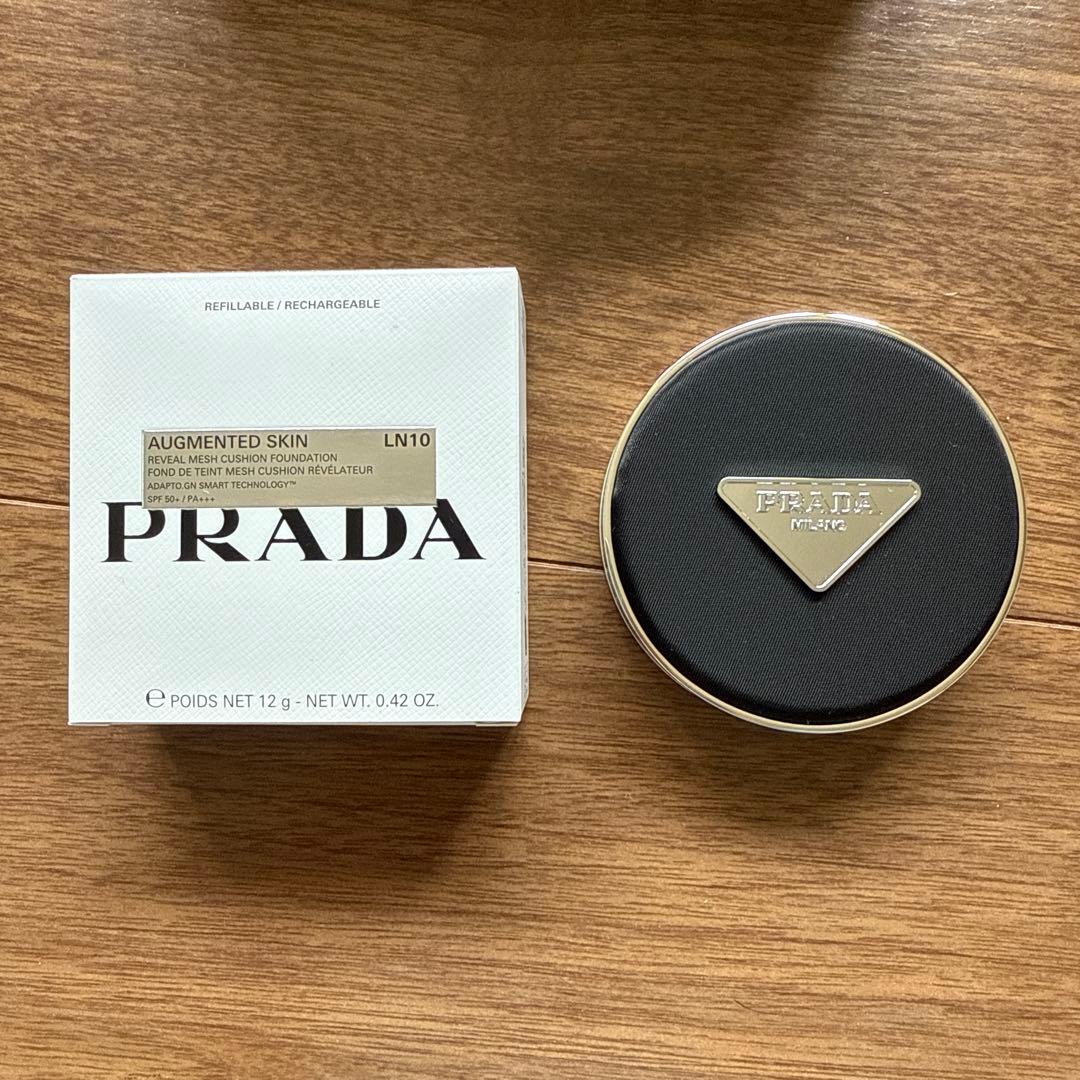 REFILLABLE / RECHARGEABLE
AUGMENTED SKIN LN10
REVEAL MESH CUSHION FOUNDATION
FOND DE TEINT MESH CUSHION RÉVÉLATEUR
ADAPTO.GN SMART TECHNOLOGY™
SPF 50+ / PA+++
PRADA
℮ POIDS NET 12 g - NET WT. 0.42 OZ.
PRADA
MILANO